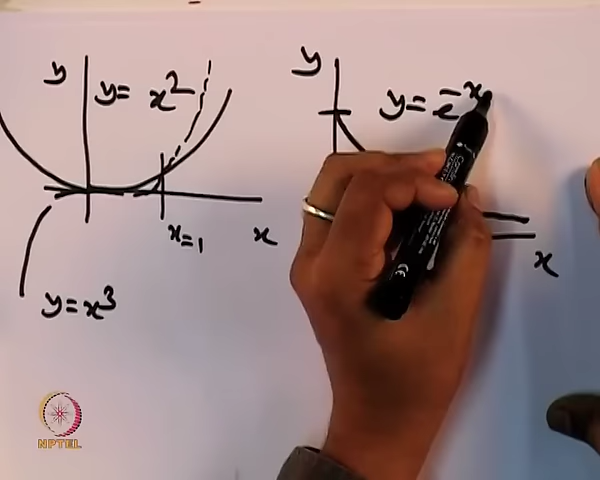 y
y = x²
x = 1
x
y = x³
y
y = e⁻ˣ
x
NPTEL